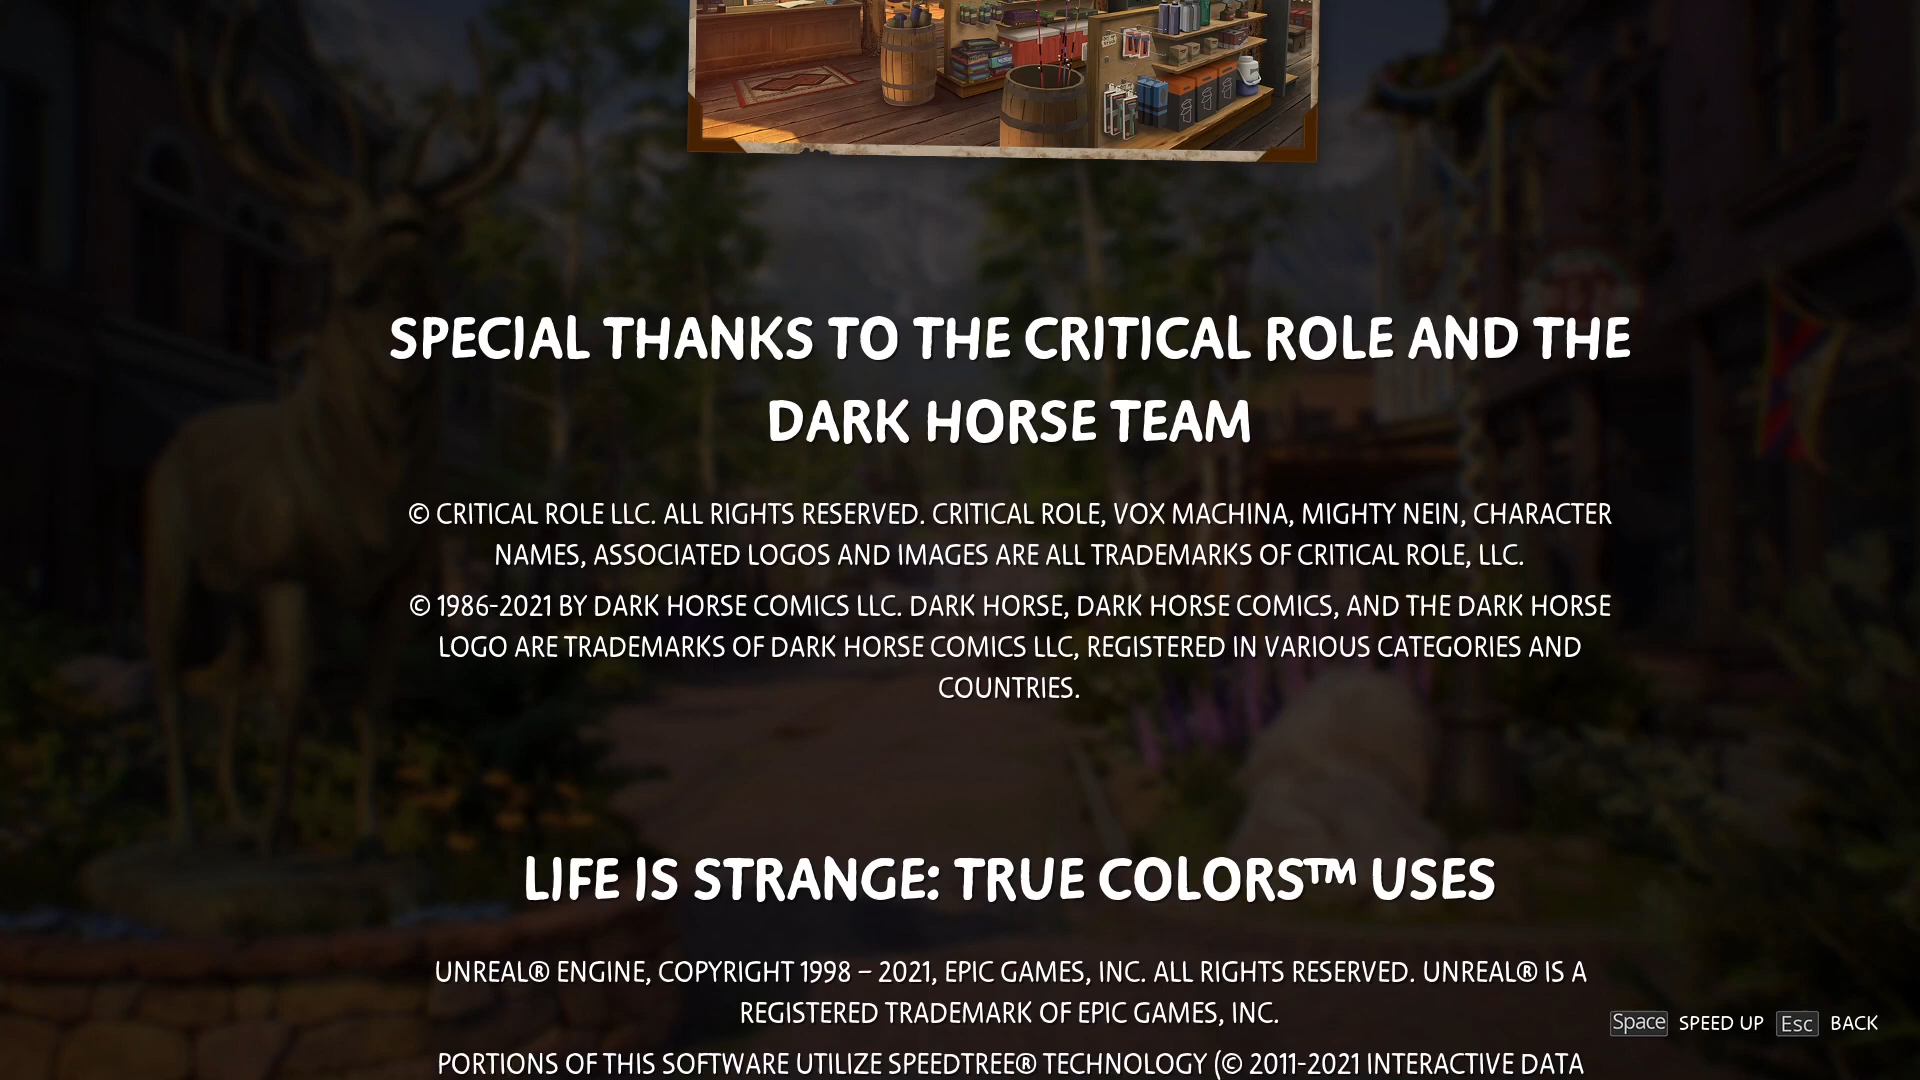 SPECIAL THANKS TO THE CRITICAL ROLE AND THE
DARK HORSE TEAM
© CRITICAL ROLE LLC. ALL RIGHTS RESERVED. CRITICAL ROLE, VOX MACHINA, MIGHTY NEIN, CHARACTER
NAMES, ASSOCIATED LOGOS AND IMAGES ARE ALL TRADEMARKS OF CRITICAL ROLE, LLC.
© 1986-2021 BY DARK HORSE COMICS LLC. DARK HORSE, DARK HORSE COMICS, AND THE DARK HORSE
LOGO ARE TRADEMARKS OF DARK HORSE COMICS LLC, REGISTERED IN VARIOUS CATEGORIES AND
COUNTRIES.
LIFE IS STRANGE: TRUE COLORS™ USES
UNREAL® ENGINE, COPYRIGHT 1998 – 2021, EPIC GAMES, INC. ALL RIGHTS RESERVED. UNREAL® IS A
REGISTERED TRADEMARK OF EPIC GAMES, INC.
PORTIONS OF THIS SOFTWARE UTILIZE SPEEDTREE® TECHNOLOGY (© 2011-2021 INTERACTIVE DATA
Space SPEED UP Esc BACK